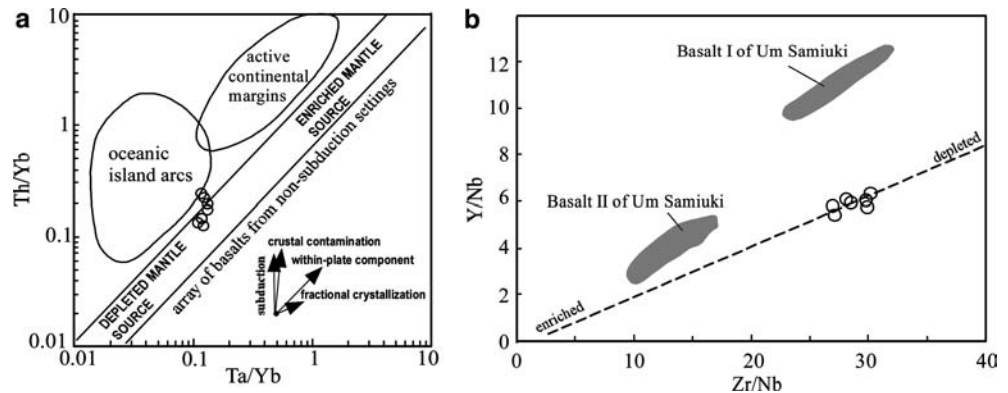 a
10
active
continental
margins
ENRICHED MANTLE
SOURCE
1
Th/Yb
oceanic
island arcs
array of basalts from non-subduction settings
0.1
DEPLETED MANTLE
SOURCE
crustal contamination
within-plate component
subduction
fractional crystallization
0.01
0.01
0.1
1
10
Ta/Yb
b
Basalt I of Um Samiuki
12
10
8
depleted
Y/Nb
6
Basalt II of Um Samiuki
4
2
enriched
0
0
10
20
30
40
Zr/Nb